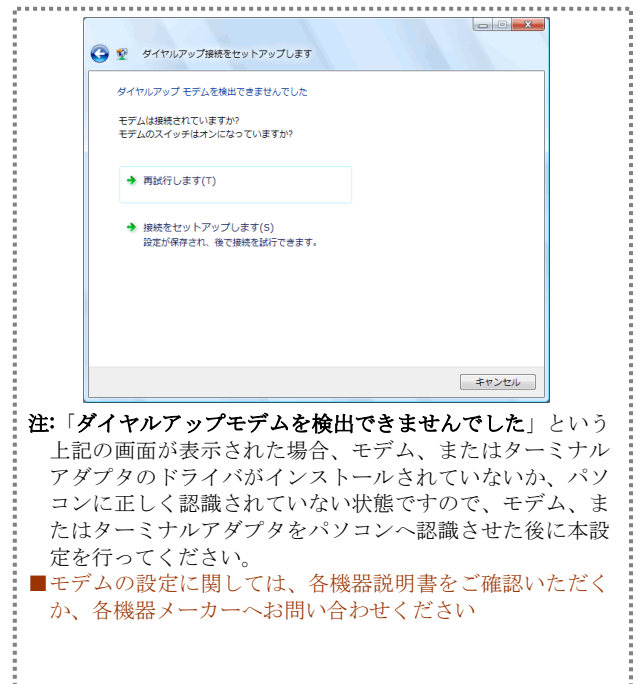 ダイヤルアップ接続をセットアップします
ダイヤルアップ モデムを検出できませんでした
モデムは接続されていますか?
モデムのスイッチはオンになっていますか?
再試行します(T)
接続をセットアップします(S)
設定が保存され、後で接続を試行できます。
キャンセル
注:「ダイヤルアップモデムを検出できませんでした」という
上記の画面が表示された場合、モデム、またはターミナル
アダプタのドライバがインストールされていないか、パソ
コンに正しく認識されていない状態ですので、モデム、ま
たはターミナルアダプタをパソコンへ認識させた後に本設
定を行ってください。
■モデムの設定に関しては、各機器説明書をご確認いただく
か、各機器メーカーへお問い合わせください